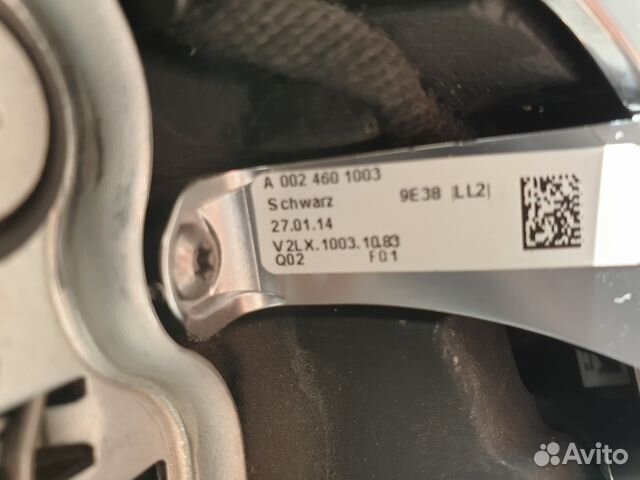 A 002 460 1003
Schwarz
9E38 |LL2|
27.01.14
V2LX.1003.10.83
Q02 F01
Avito